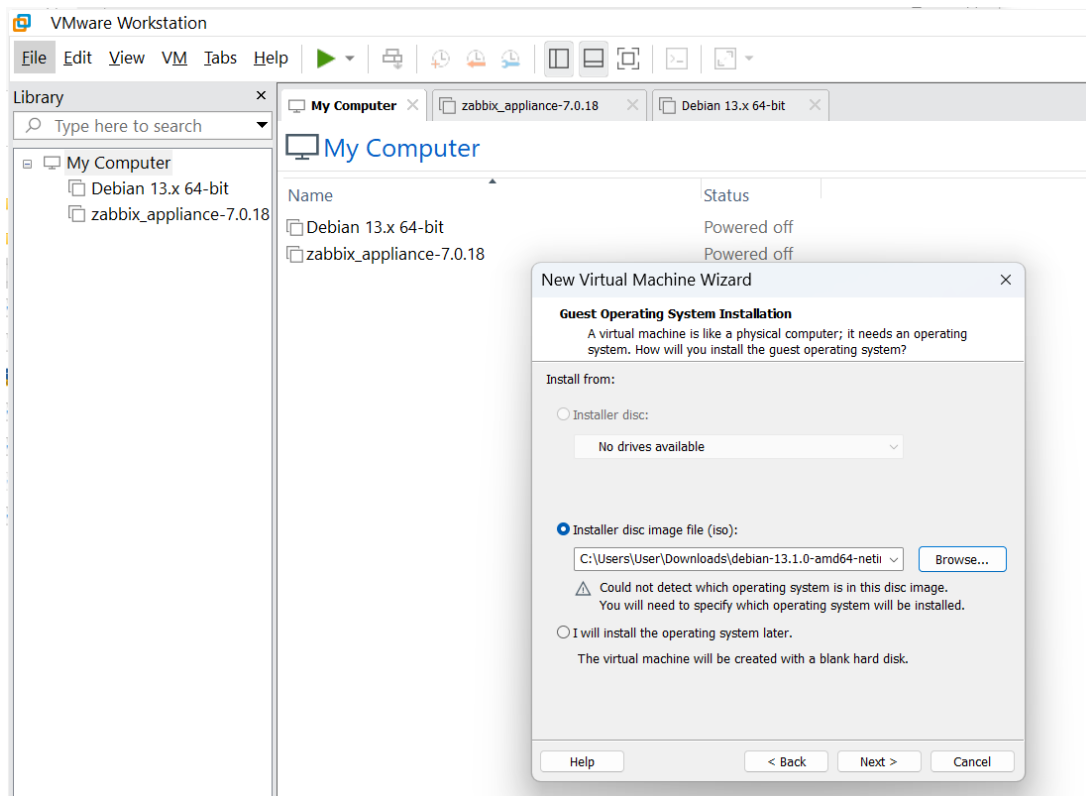 VMware Workstation
File Edit View VM Tabs Help
Library
Type here to search
My Computer
Debian 13.x 64-bit
zabbix_appliance-7.0.18
My Computer
zabbix_appliance-7.0.18
Debian 13.x 64-bit
My Computer
Name Status
Debian 13.x 64-bit Powered off
zabbix_appliance-7.0.18 Powered off
New Virtual Machine Wizard
Guest Operating System Installation
A virtual machine is like a physical computer; it needs an operating
system. How will you install the guest operating system?
Install from:
Installer disc:
No drives available
Installer disc image file (iso):
C:\Users\User\Downloads\debian-13.1.0-amd64-neti Browse...
Could not detect which operating system is in this disc image.
You will need to specify which operating system will be installed.
I will install the operating system later.
The virtual machine will be created with a blank hard disk.
Help < Back Next > Cancel